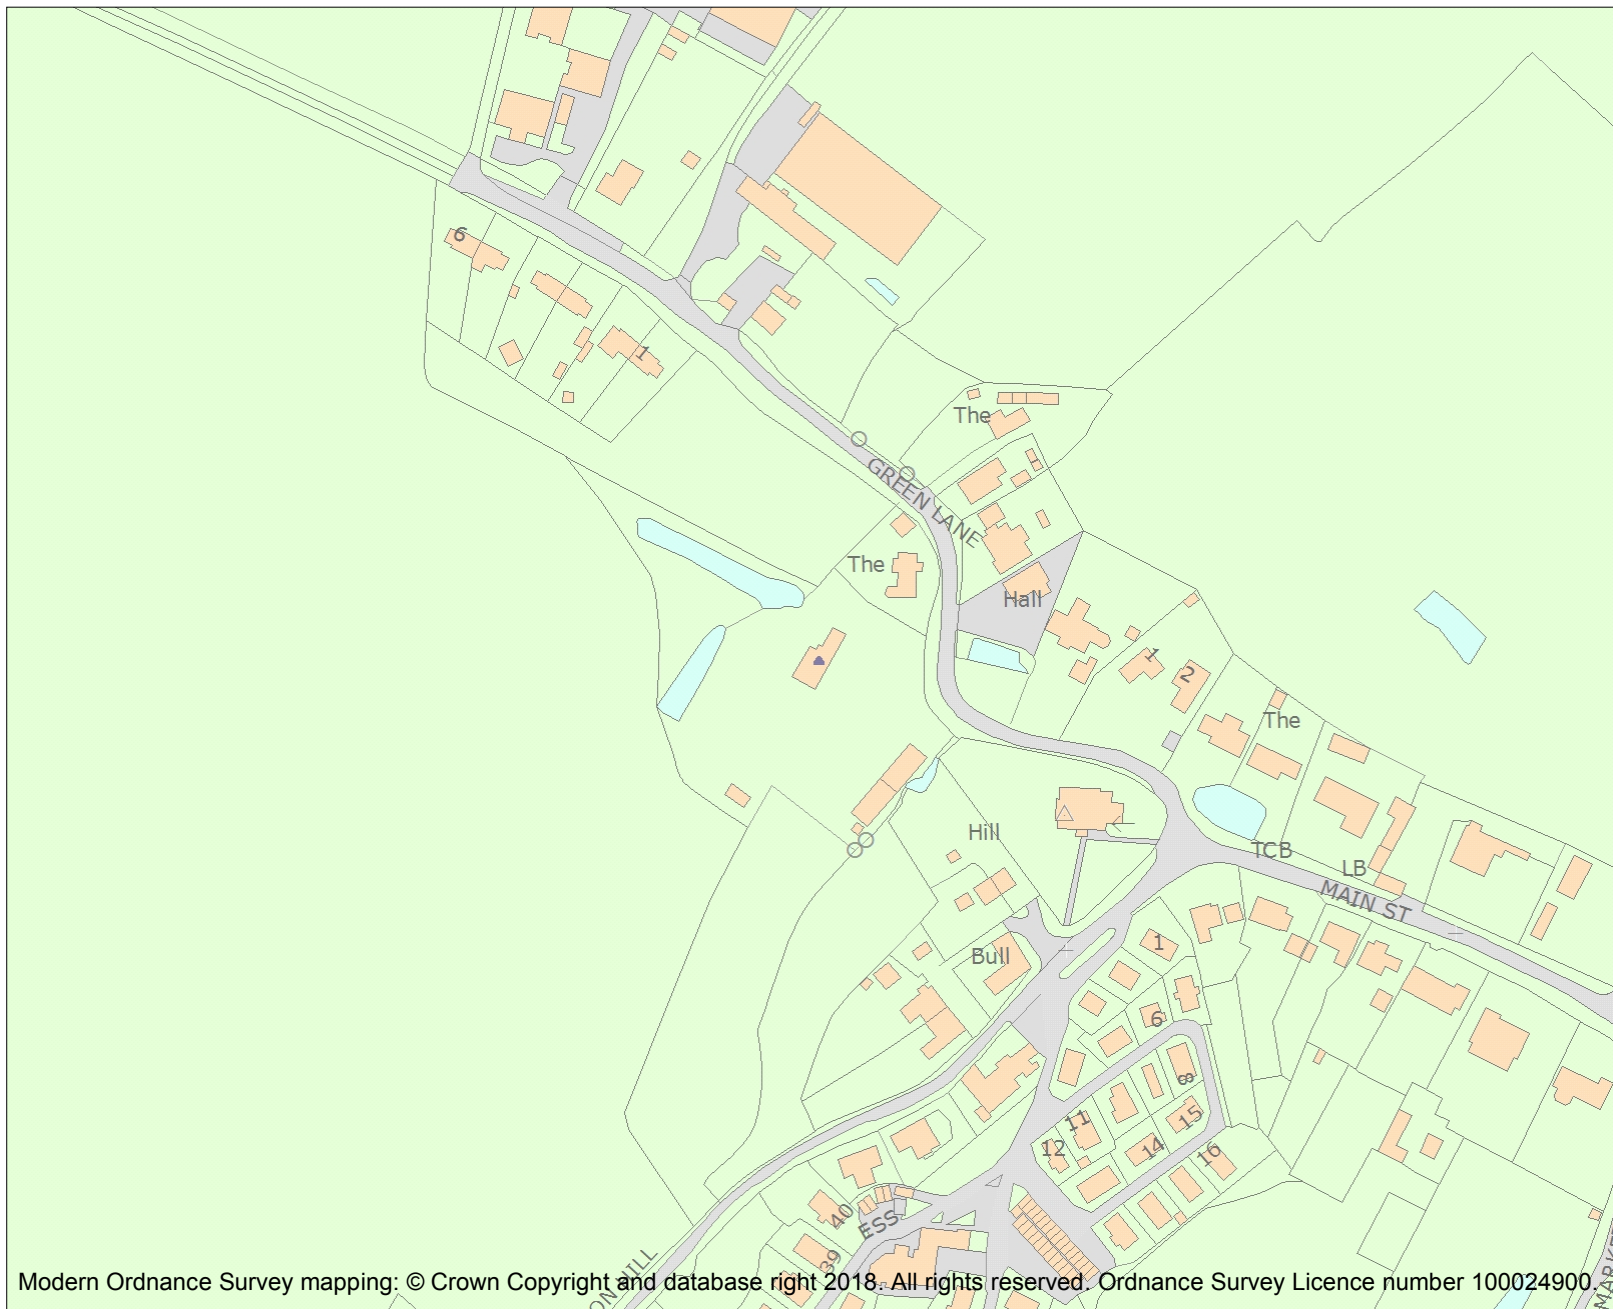 6
1
The
GREEN LANE
The
Hall
1
2
The
Hill
TCB
LB
MAIN ST
Bull
1
6
8
11
12
15
14
16
40
ESS
39
ON HILL
Modern Ordnance Survey mapping: © Crown Copyright and database right 2018. All rights reserved. Ordnance Survey Licence number 100024900.